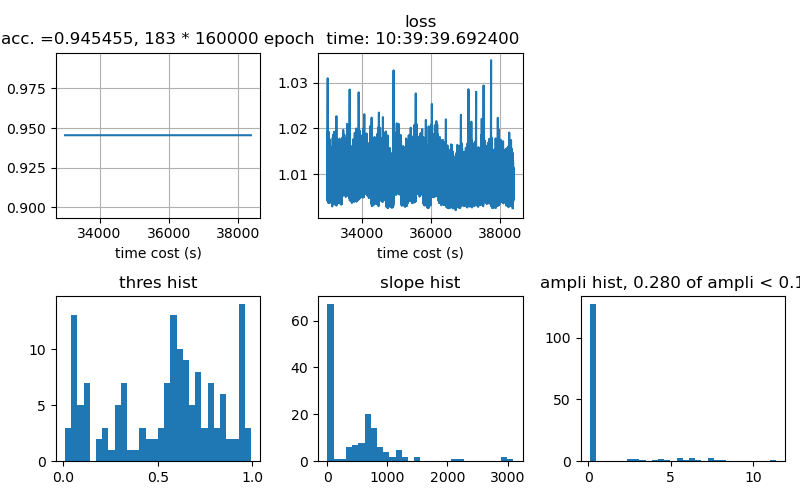 acc. =0.945455, 183 * 160000 epoch
loss
time: 10:39:39.692400
0.975
0.950
0.925
0.900
34000 36000 38000
time cost (s)
1.03
1.02
1.01
34000 36000 38000
time cost (s)
thres hist
10
5
0
0.0 0.5 1.0
slope hist
60
40
20
0
0 1000 2000 3000
ampli hist, 0.280 of ampli < 0.1
100
50
0
0 5 10